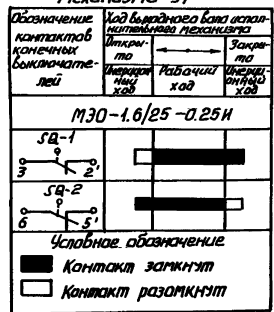 Обозначение контактов конечных выключате-лей
Ход выходного вала испол-нительного механизма
Откры-то
Закры-то
Инерцион-ный ход
Рабочий ход
Инерци-онный ход
МЭО-1.6/25-0.25И
SQ-1
3 2'
SQ-2
6 5'
Условное обозначение
Контакт замкнут
Контакт разомкнут